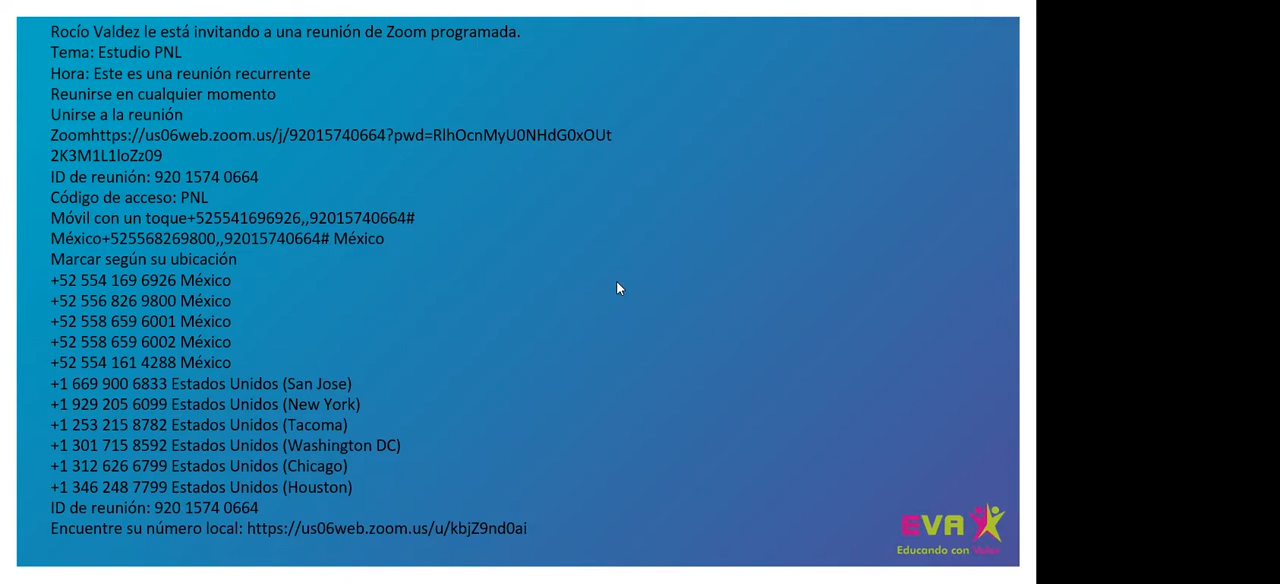 Rocío Valdez le está invitando a una reunión de Zoom programada.
Tema: Estudio PNL
Hora: Este es una reunión recurrente
Reunirse en cualquier momento
Unirse a la reunión
Zoomhttps://us06web.zoom.us/j/92015740664?pwd=RlhOcnMyU0NHdG0xOUt
2K3M1L1loZz09
ID de reunión: 920 1574 0664
Código de acceso: PNL
Móvil con un toque+525541696926,,92015740664#
México+525568269800,,92015740664# México
Marcar según su ubicación
+52 554 169 6926 México
+52 556 826 9800 México
+52 558 659 6001 México
+52 558 659 6002 México
+52 554 161 4288 México
+1 669 900 6833 Estados Unidos (San Jose)
+1 929 205 6099 Estados Unidos (New York)
+1 253 215 8782 Estados Unidos (Tacoma)
+1 301 715 8592 Estados Unidos (Washington DC)
+1 312 626 6799 Estados Unidos (Chicago)
+1 346 248 7799 Estados Unidos (Houston)
ID de reunión: 920 1574 0664
Encuentre su número local: https://us06web.zoom.us/u/kbjZ9nd0ai
EVA
Educando con Valor